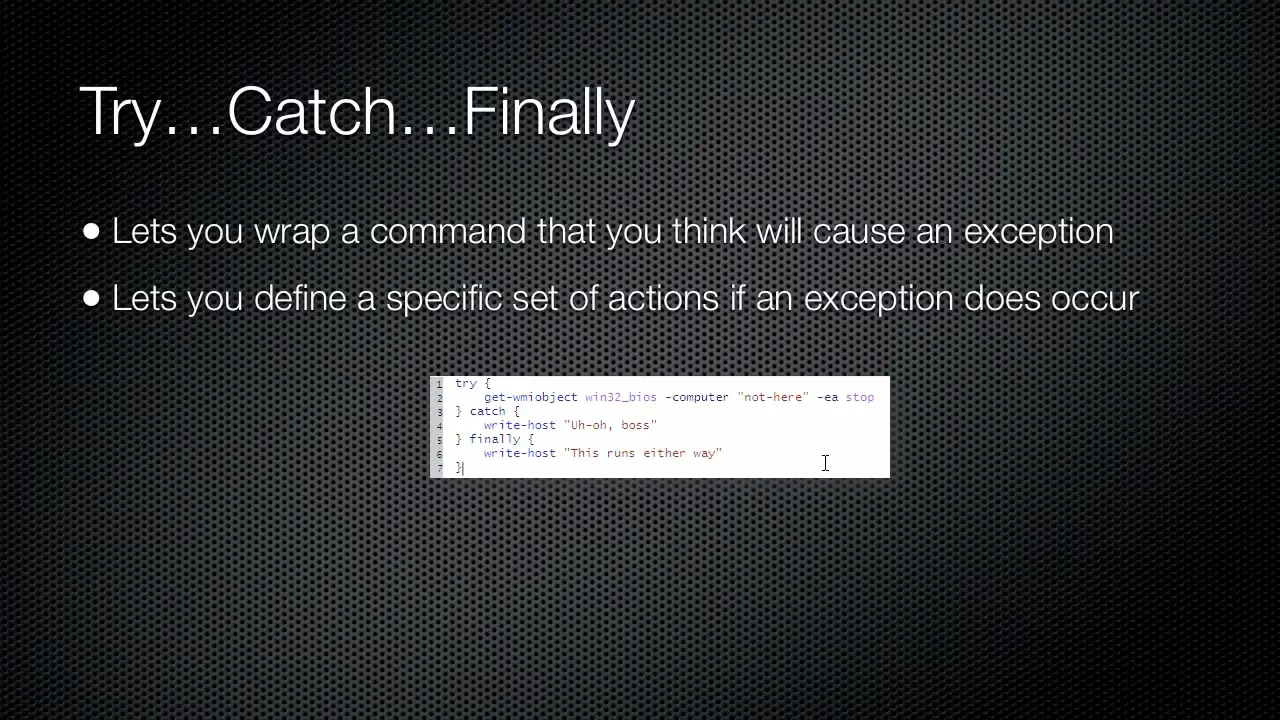 Try…Catch…Finally
● Lets you wrap a command that you think will cause an exception
● Lets you define a specific set of actions if an exception does occur
1 try {
2 get-wmiobject win32_bios -computer "not-here" -ea stop
3 } catch {
4 write-host "Uh-oh, boss"
5 } finally {
6 write-host "This runs either way"
7 }